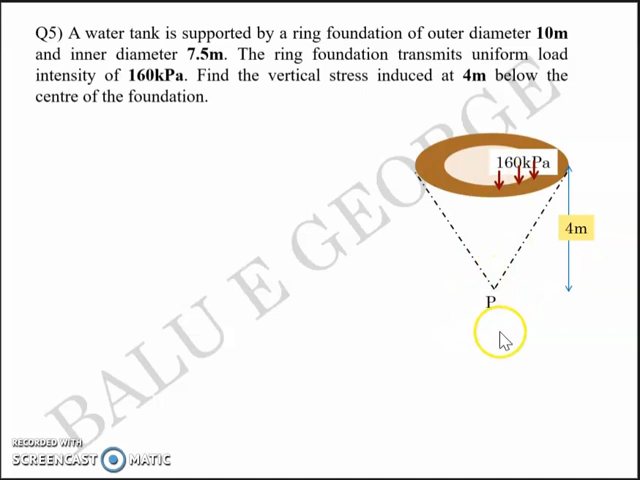 Q5) A water tank is supported by a ring foundation of outer diameter 10m
and inner diameter 7.5m. The ring foundation transmits uniform load
intensity of 160kPa. Find the vertical stress induced at 4m below the
centre of the foundation.
160kPa
4m
P
BALU E GEORGE
RECORDED WITH
SCREENCAST MATIC